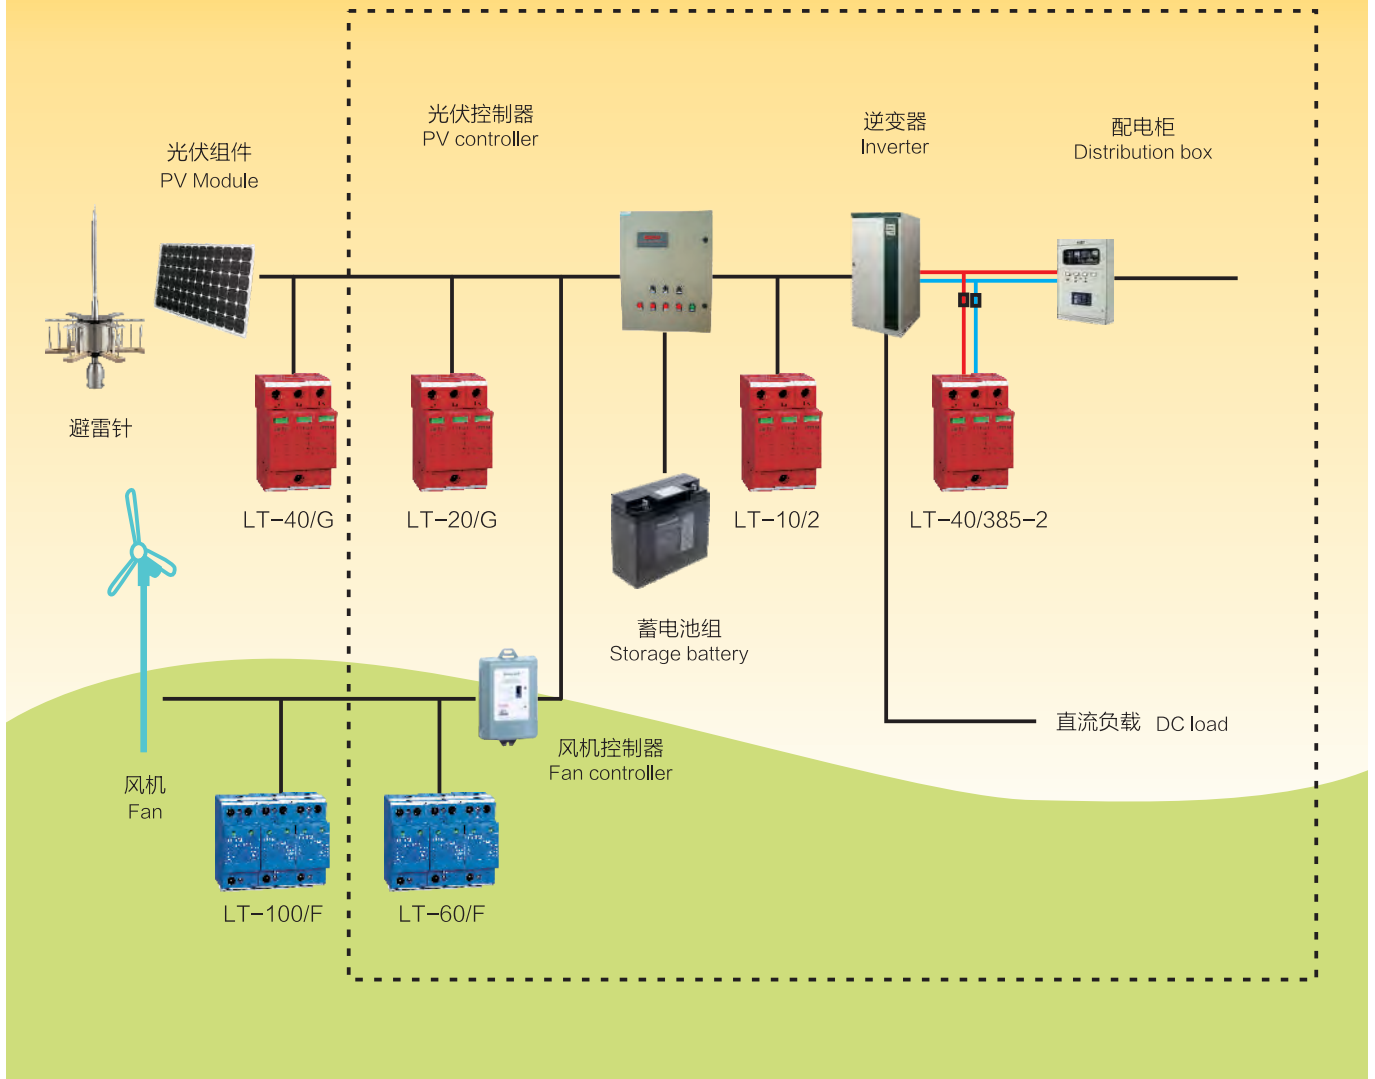 光伏控制器
PV controller
逆变器
Inverter
配电柜
Distribution box
光伏组件
PV Module
避雷针
LT-40/G
LT-20/G
LT-10/2
LT-40/385-2
蓄电池组
Storage battery
直流负载 DC load
风机控制器
Fan controller
风机
Fan
LT-100/F
LT-60/F